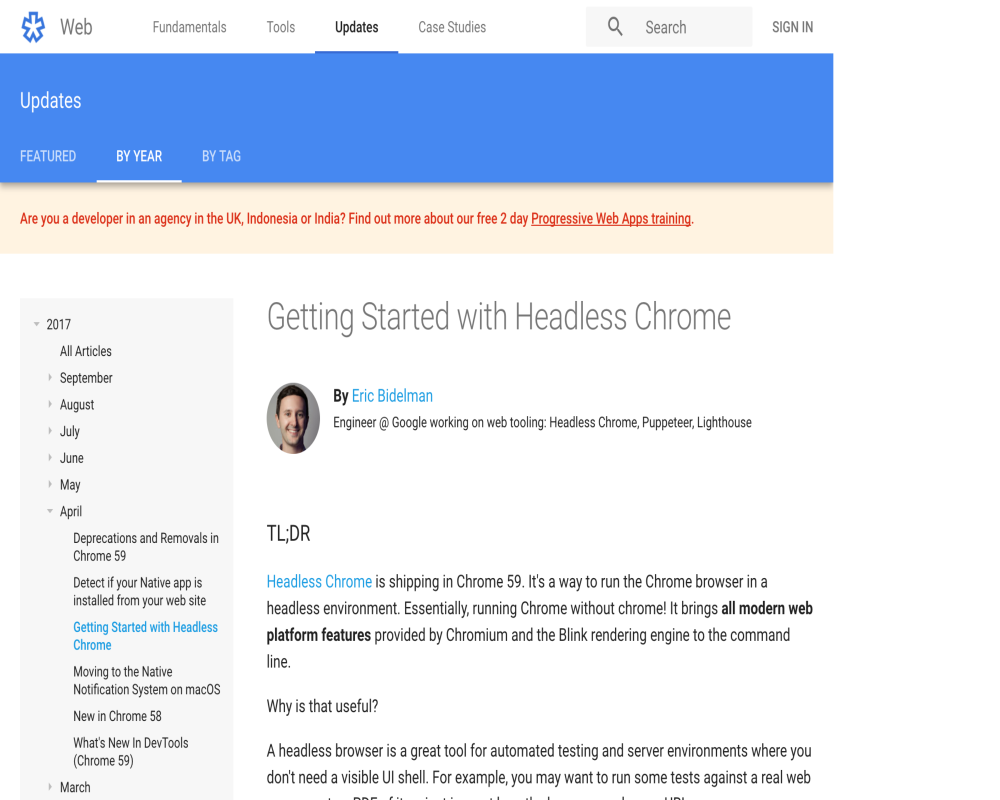 Web
Fundamentals
Tools
Updates
Case Studies
Search
SIGN IN
Updates
FEATURED
BY YEAR
BY TAG
Are you a developer in an agency in the UK, Indonesia or India? Find out more about our free 2 day Progressive Web Apps training.
2017
All Articles
September
August
July
June
May
April
Deprecations and Removals in
Chrome 59
Detect if your Native app is
installed from your web site
Getting Started with Headless
Chrome
Moving to the Native
Notification System on macOS
New in Chrome 58
What's New In DevTools
(Chrome 59)
March
Getting Started with Headless Chrome
By Eric Bidelman
Engineer @ Google working on web tooling: Headless Chrome, Puppeteer, Lighthouse
TL;DR
Headless Chrome is shipping in Chrome 59. It's a way to run the Chrome browser in a
headless environment. Essentially, running Chrome without chrome! It brings all modern web
platform features provided by Chromium and the Blink rendering engine to the command
line.
Why is that useful?
A headless browser is a great tool for automated testing and server environments where you
don't need a visible UI shell. For example, you may want to run some tests against a real web